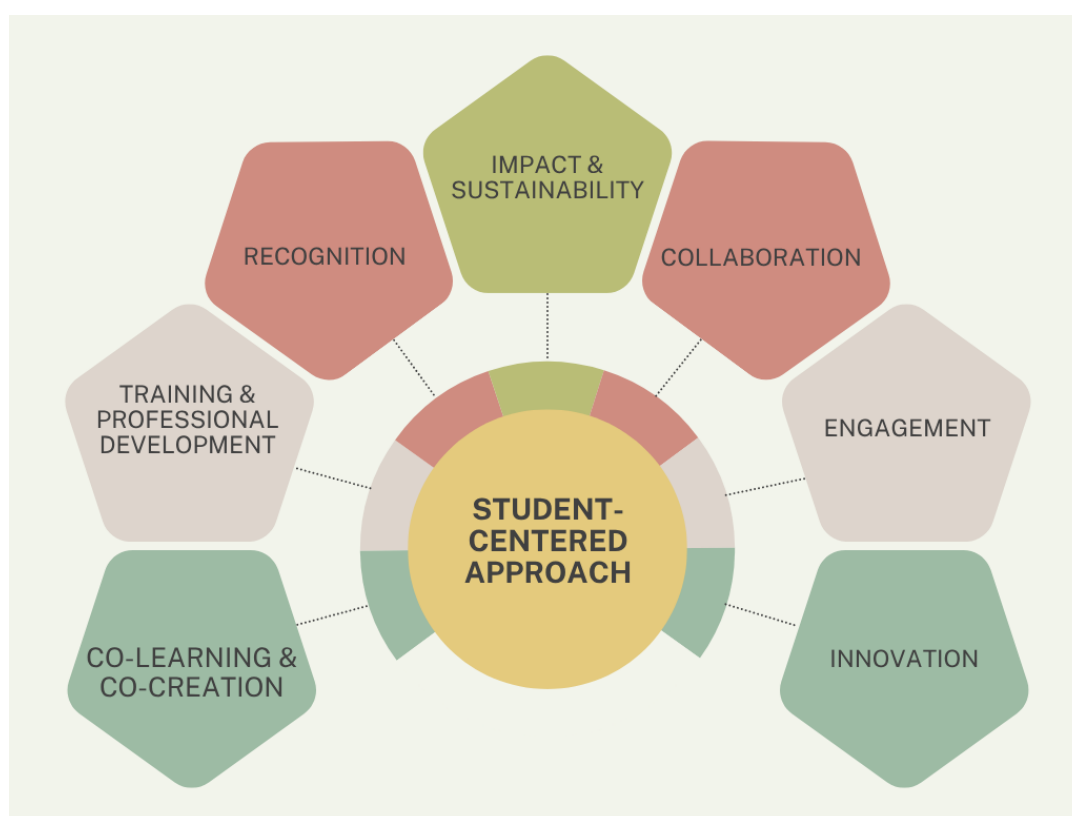 IMPACT &
SUSTAINABILITY
RECOGNITION
COLLABORATION
TRAINING &
PROFESSIONAL
DEVELOPMENT
ENGAGEMENT
STUDENT-
CENTERED
APPROACH
CO-LEARNING &
CO-CREATION
INNOVATION